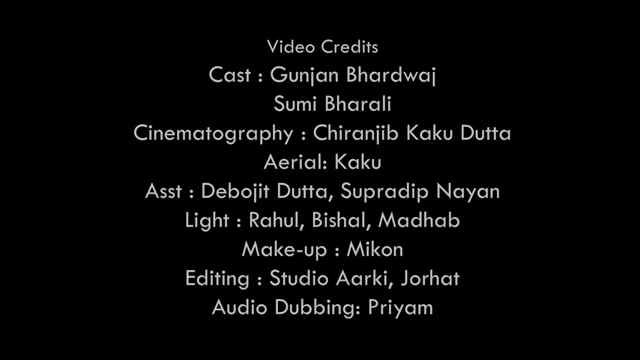 Video Credits
Cast : Gunjan Bhardwaj
Sumi Bharali
Cinematography : Chiranjib Kaku Dutta
Aerial: Kaku
Asst : Debojit Dutta, Supradip Nayan
Light : Rahul, Bishal, Madhab
Make-up : Mikon
Editing : Studio Aarki, Jorhat
Audio Dubbing: Priyam